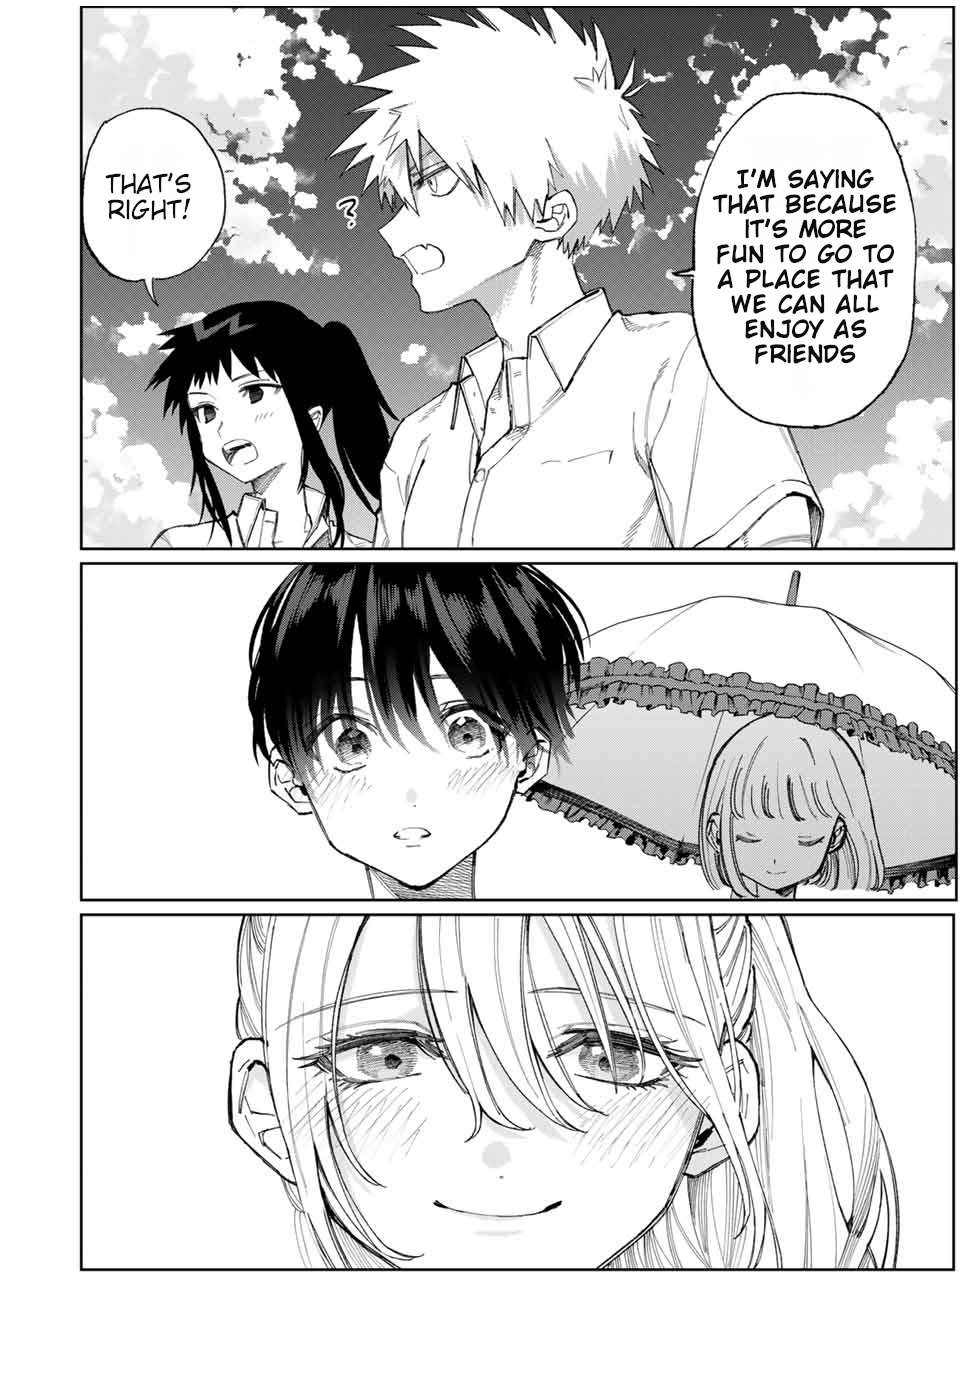 I'M SAYING
THAT BECAUSE
IT'S MORE
FUN TO GO TO
A PLACE THAT
WE CAN ALL
ENJOY AS
FRIENDS
?
THAT'S
RIGHT!